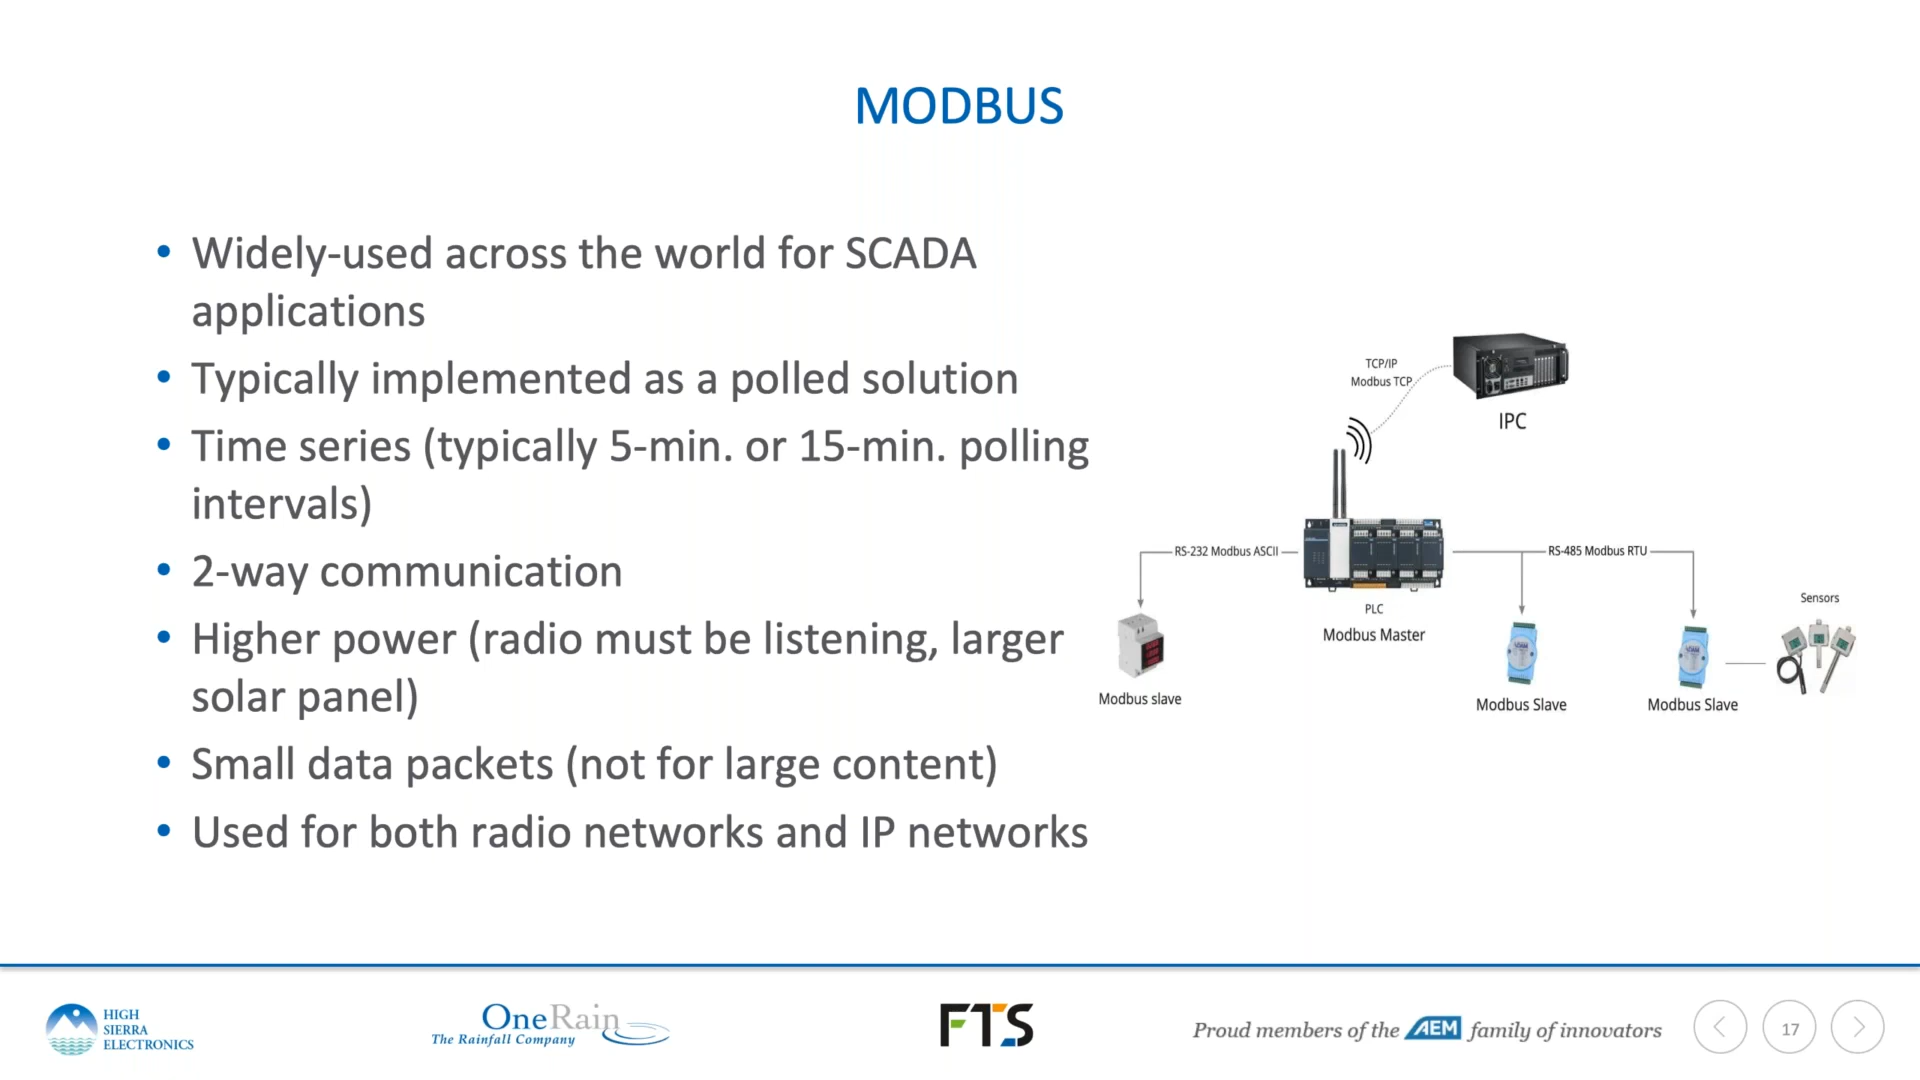 MODBUS
• Widely-used across the world for SCADA
applications
• Typically implemented as a polled solution
• Time series (typically 5-min. or 15-min. polling
intervals)
• 2-way communication
• Higher power (radio must be listening, larger
solar panel)
• Small data packets (not for large content)
• Used for both radio networks and IP networks
TCP/IP
Modbus TCP
IPC
RS-232 Modbus ASCII
RS-485 Modbus RTU
PLC
Modbus Master
Sensors
Modbus slave
Modbus Slave
Modbus Slave
HIGH
SIERRA
ELECTRONICS
OneRain
The Rainfall Company
FTS
Proud members of the AEM family of innovators
17